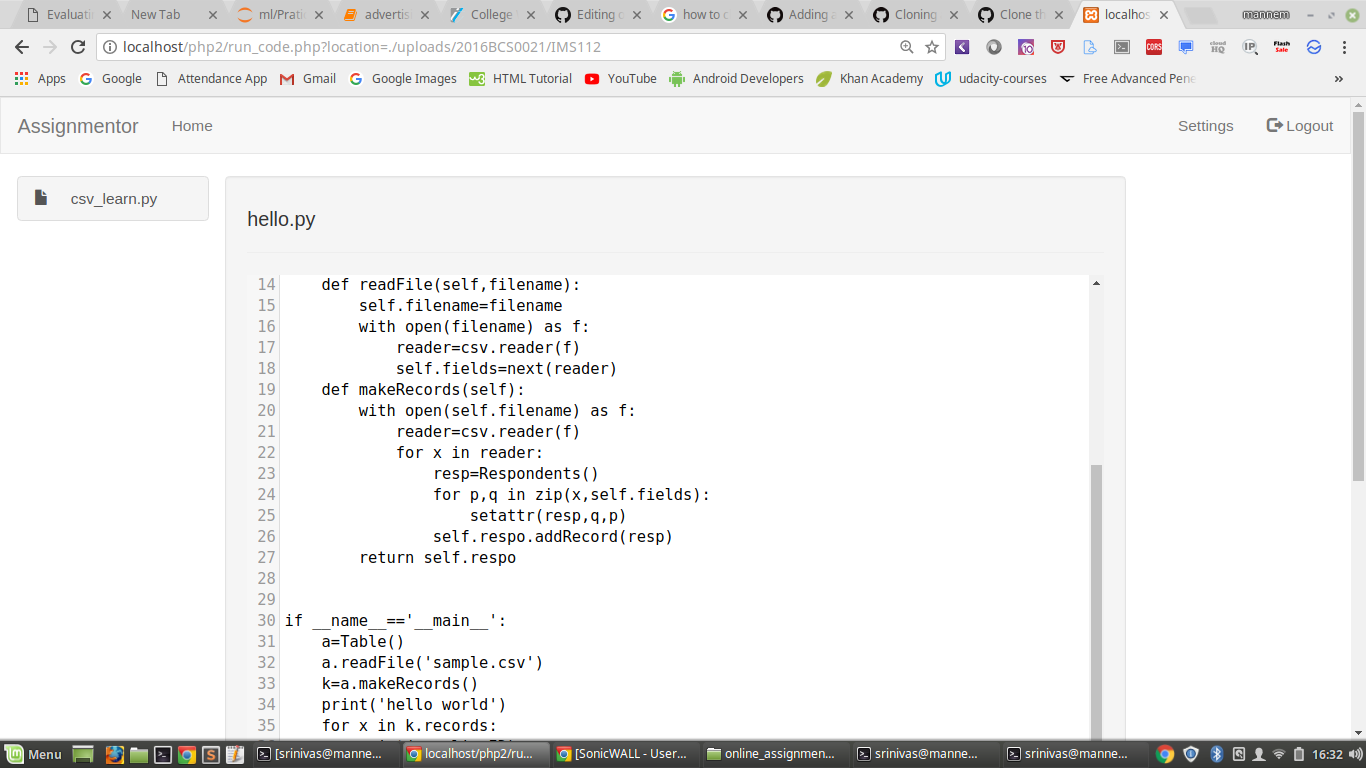 Evaluati
New Tab
ml/Prati
advertis
College
Editing
how to c
Adding
Cloning
Clone th
localhos
mannem
localhost/php2/run_code.php?location=./uploads/2016BCS0021/IMS112
10
CORS
cloud
HQ
IP
Flash
Sale
Apps
Google
Attendance App
Gmail
Google Images
HTML Tutorial
YouTube
Android Developers
Khan Academy
udacity-courses
Free Advanced Pene
»
Assignmentor
Home
Settings
Logout
csv_learn.py
hello.py
14     def readFile(self,filename):
15         self.filename=filename
16         with open(filename) as f:
17             reader=csv.reader(f)
18             self.fields=next(reader)
19     def makeRecords(self):
20         with open(self.filename) as f:
21             reader=csv.reader(f)
22             for x in reader:
23                 resp=Respondents()
24                 for p,q in zip(x,self.fields):
25                     setattr(resp,q,p)
26                 self.respo.addRecord(resp)
27         return self.respo
28
29
30 if __name__=='__main__':
31     a=Table()
32     a.readFile('sample.csv')
33     k=a.makeRecords()
34     print('hello world')
35     for x in k.records:
Menu
[srinivas@manne...
localhost/php2/ru...
[SonicWALL - User...
online_assignmen...
srinivas@manne...
srinivas@manne...
16:32